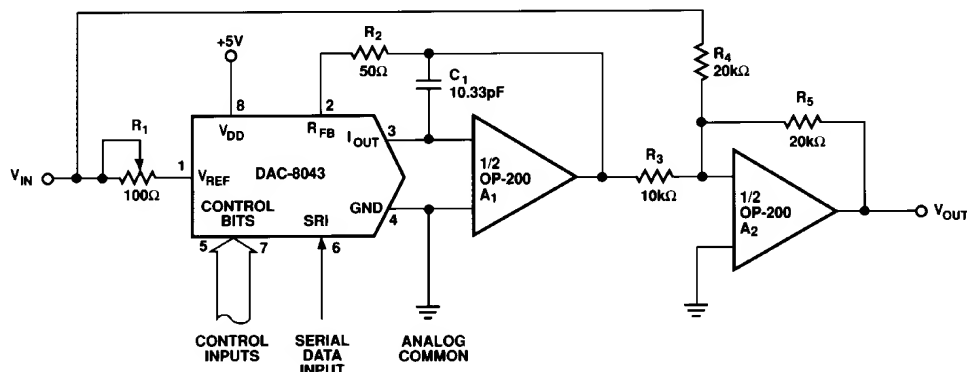 +5V
R2
50Ω
C1
10.33pF
R4
20kΩ
R5
20kΩ
8
2
R1
VDD
RFB
IOUT
3
VIN
1
VREF
DAC-8043
100Ω
CONTROL
BITS
SRI
GND
4
5
7
6
1/2
OP-200
A1
R3
10kΩ
1/2
OP-200
A2
VOUT
CONTROL
INPUTS
SERIAL
DATA
INPUT
ANALOG
COMMON